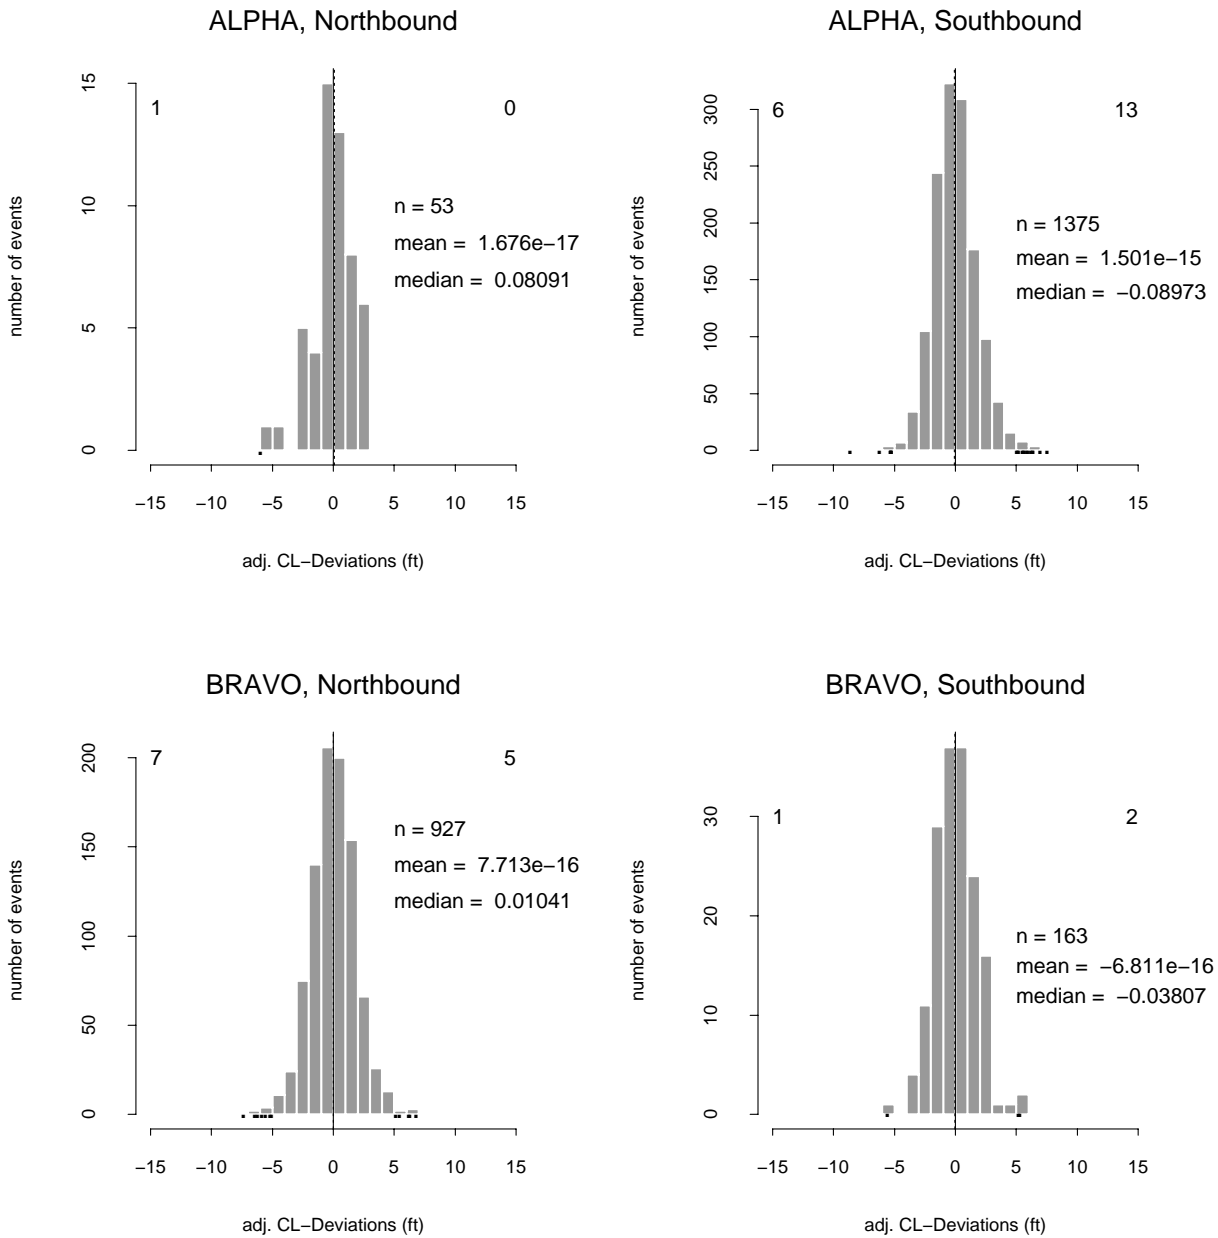 ALPHA, Northbound
number of events
15
10
5
0
1
0
n = 53
mean = 1.676e−17
median = 0.08091
−15 −10 −5 0 5 10 15
adj. CL−Deviations (ft)
ALPHA, Southbound
number of events
300
250
200
150
100
50
0
6
13
n = 1375
mean = 1.501e−15
median = −0.08973
−15 −10 −5 0 5 10 15
adj. CL−Deviations (ft)
BRAVO, Northbound
number of events
200
150
100
50
0
7
5
n = 927
mean = 7.713e−16
median = 0.01041
−15 −10 −5 0 5 10 15
adj. CL−Deviations (ft)
BRAVO, Southbound
number of events
30
20
10
0
1
2
n = 163
mean = −6.811e−16
median = −0.03807
−15 −10 −5 0 5 10 15
adj. CL−Deviations (ft)